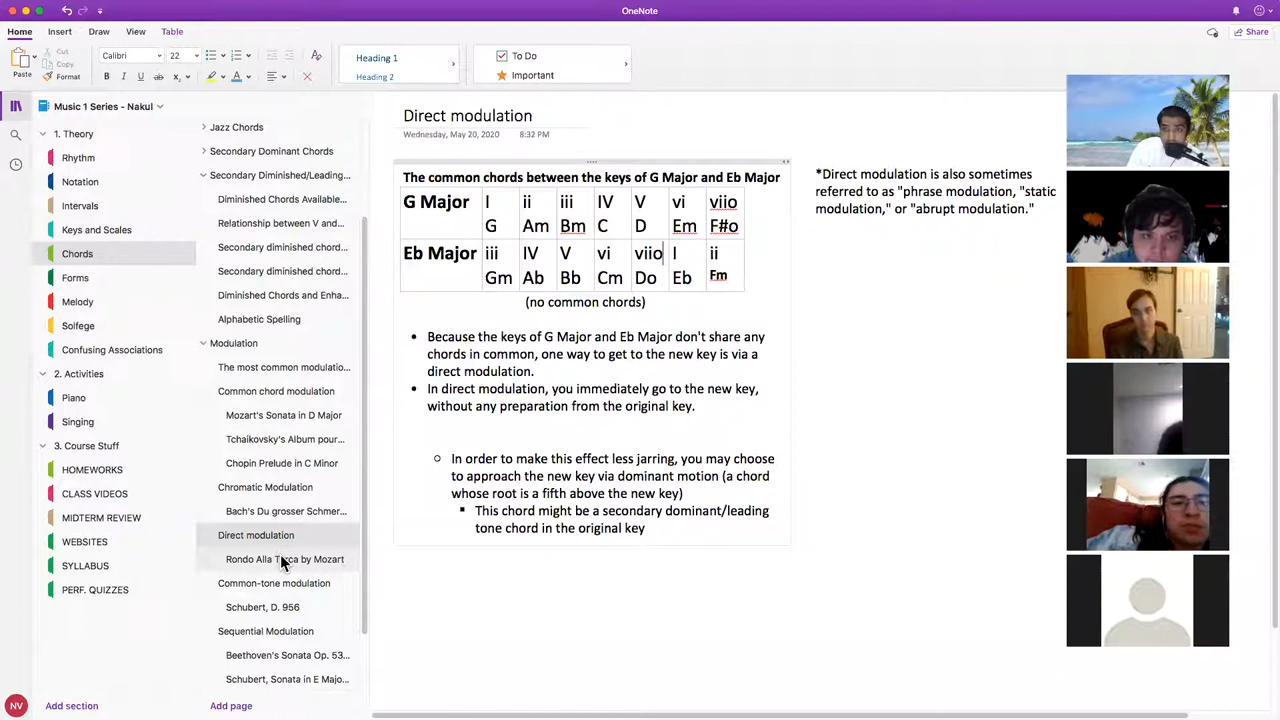 OneNote
Home Insert Draw View Table
Share
Paste
Cut
Copy
Format
Calibri 22
B I U ab x
A
Heading 1
Heading 2
To Do
Important
Music 1 Series - Nakul
1. Theory
Rhythm
Notation
Intervals
Keys and Scales
Chords
Forms
Melody
Solfege
Confusing Associations
2. Activities
Piano
Singing
3. Course Stuff
HOMEWORKS
CLASS VIDEOS
MIDTERM REVIEW
WEBSITES
SYLLABUS
PERF. QUIZZES
NV
Add section
Jazz Chords
Secondary Dominant Chords
Secondary Diminished/Leading...
Diminished Chords Available...
Relationship between V and...
Secondary diminished chord...
Secondary diminished chord...
Diminished Chords and Enha...
Alphabetic Spelling
Modulation
The most common modulatio...
Common chord modulation
Mozart's Sonata in D Major
Tchaikovsky's Album pour...
Chopin Prelude in C Minor
Chromatic Modulation
Bach's Du grosser Schmer...
Direct modulation
Rondo Alla Turca by Mozart
Common-tone modulation
Schubert, D. 956
Sequential Modulation
Beethoven's Sonata Op. 53...
Schubert, Sonata in E Majo...
Add page
Direct modulation
Wednesday, May 20, 2020 8:32 PM
The common chords between the keys of G Major and Eb Major
G Major I ii iii IV V vi viio
G Am Bm C D Em F#o
Eb Major iii IV V vi viio I ii
Gm Ab Bb Cm Do Eb Fm
(no common chords)
• Because the keys of G Major and Eb Major don't share any
chords in common, one way to get to the new key is via a
direct modulation.
• In direct modulation, you immediately go to the new key,
without any preparation from the original key.
○ In order to make this effect less jarring, you may choose
to approach the new key via dominant motion (a chord
whose root is a fifth above the new key)
▪ This chord might be a secondary dominant/leading
tone chord in the original key
*Direct modulation is also sometimes
referred to as "phrase modulation, "static
modulation," or "abrupt modulation."